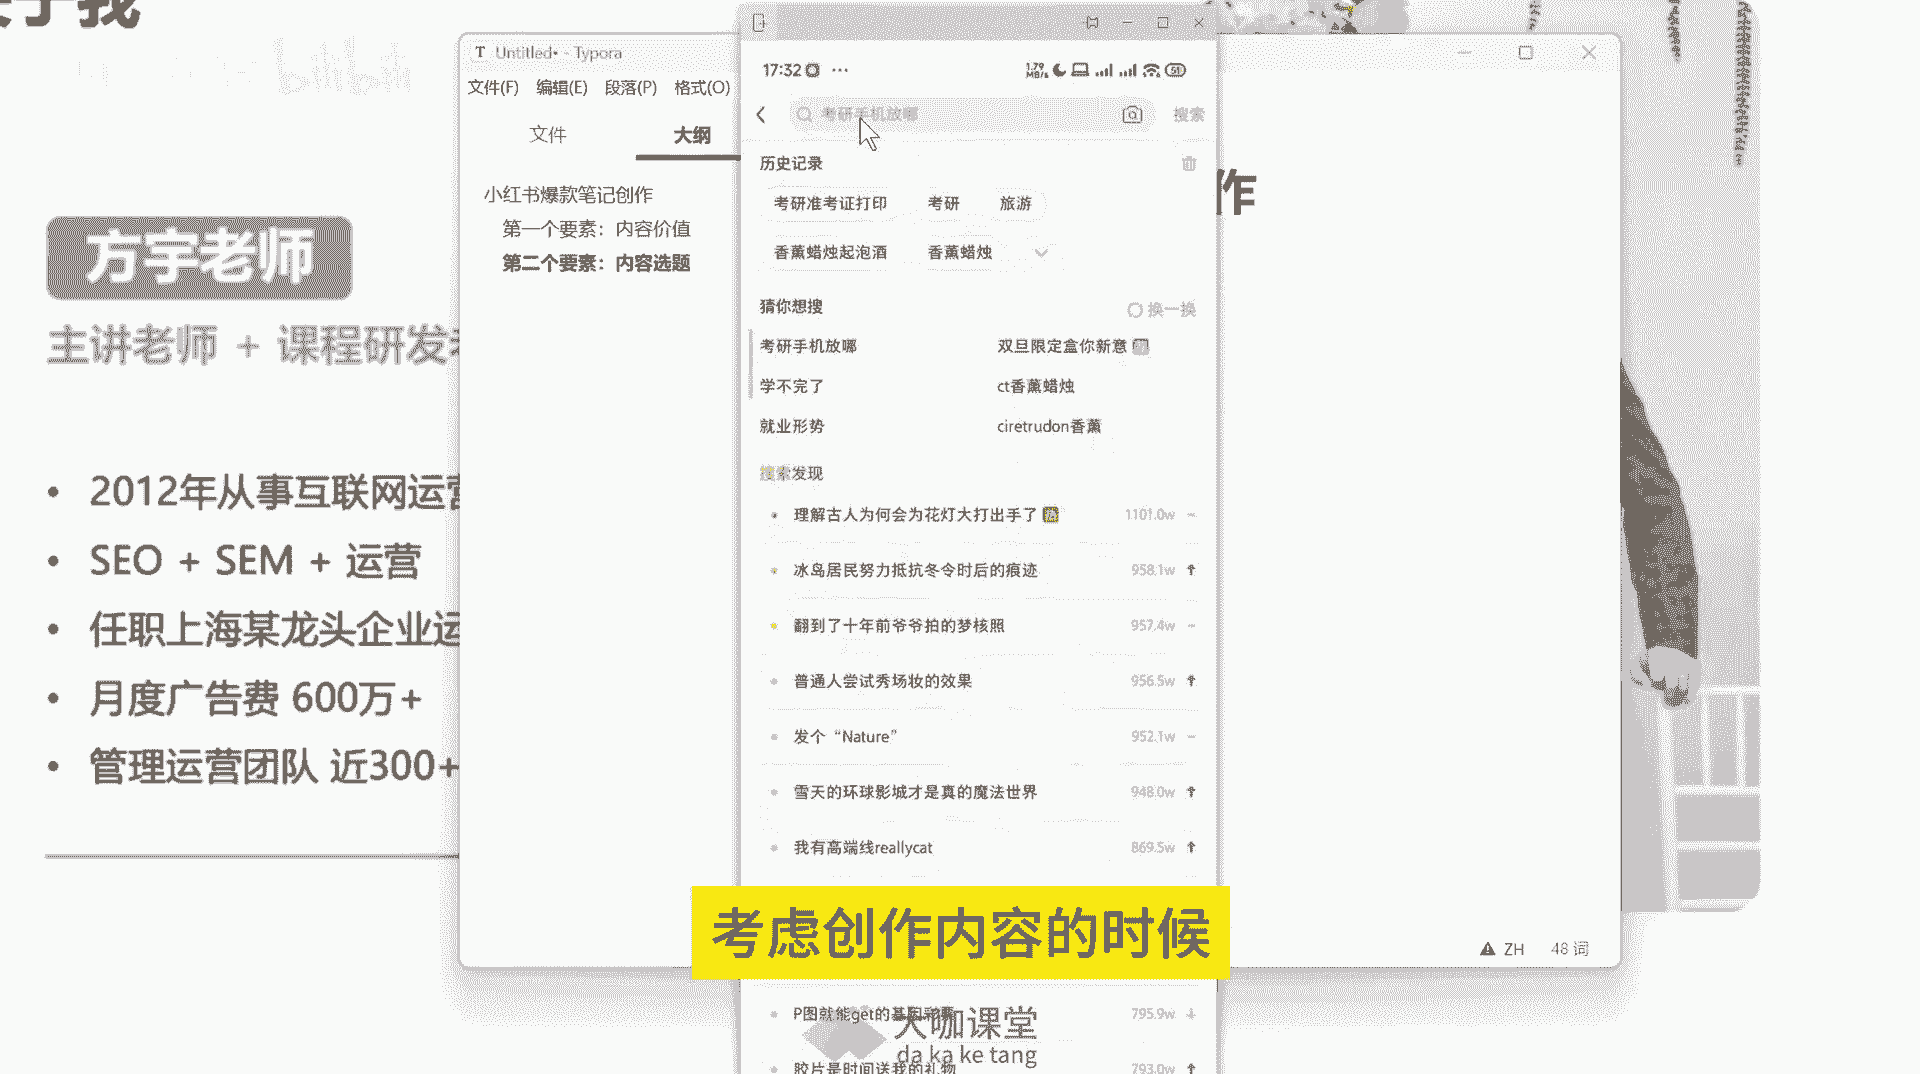 关于我
bilibili
方宇老师
主讲老师 + 课程研发
2012年从事互联网运营
SEO + SEM + 运营
任职上海某龙头企业运
月度广告费 600万+
管理运营团队 近300+
T Untitled• - Typora
文件(F) 编辑(E) 段落(P) 格式(O)
文件 大纲
小红书爆款笔记创作
第一个要素：内容价值
第二个要素：内容选题
作
17:32 ···
1.79 MB/s
51
考研手机放哪 搜索
历史记录
考研准考证打印 考研 旅游
香薰蜡烛起泡酒 香薰蜡烛
猜你想搜 换一换
考研手机放哪 双旦限定盒你新意
学不完了 ct香薰蜡烛
就业形势 ciretrudon香薰
搜索发现
理解古人为何会为花灯大打出手了 热 1101.0w
冰岛居民努力抵抗冬令时后的痕迹 958.1w
翻到了十年前爷爷拍的梦核照 957.4w
普通人尝试秀场妆的效果 956.5w
发个“Nature” 952.1w
雪天的环球影城才是真的魔法世界 948.0w
我有高端线reallycat 869.5w
考虑创作内容的时候
P图就能get的基因彩票 795.9w
胶片是时间送我的礼物 793.0w
大咖课堂
da ka ke tang
ZH 48 词